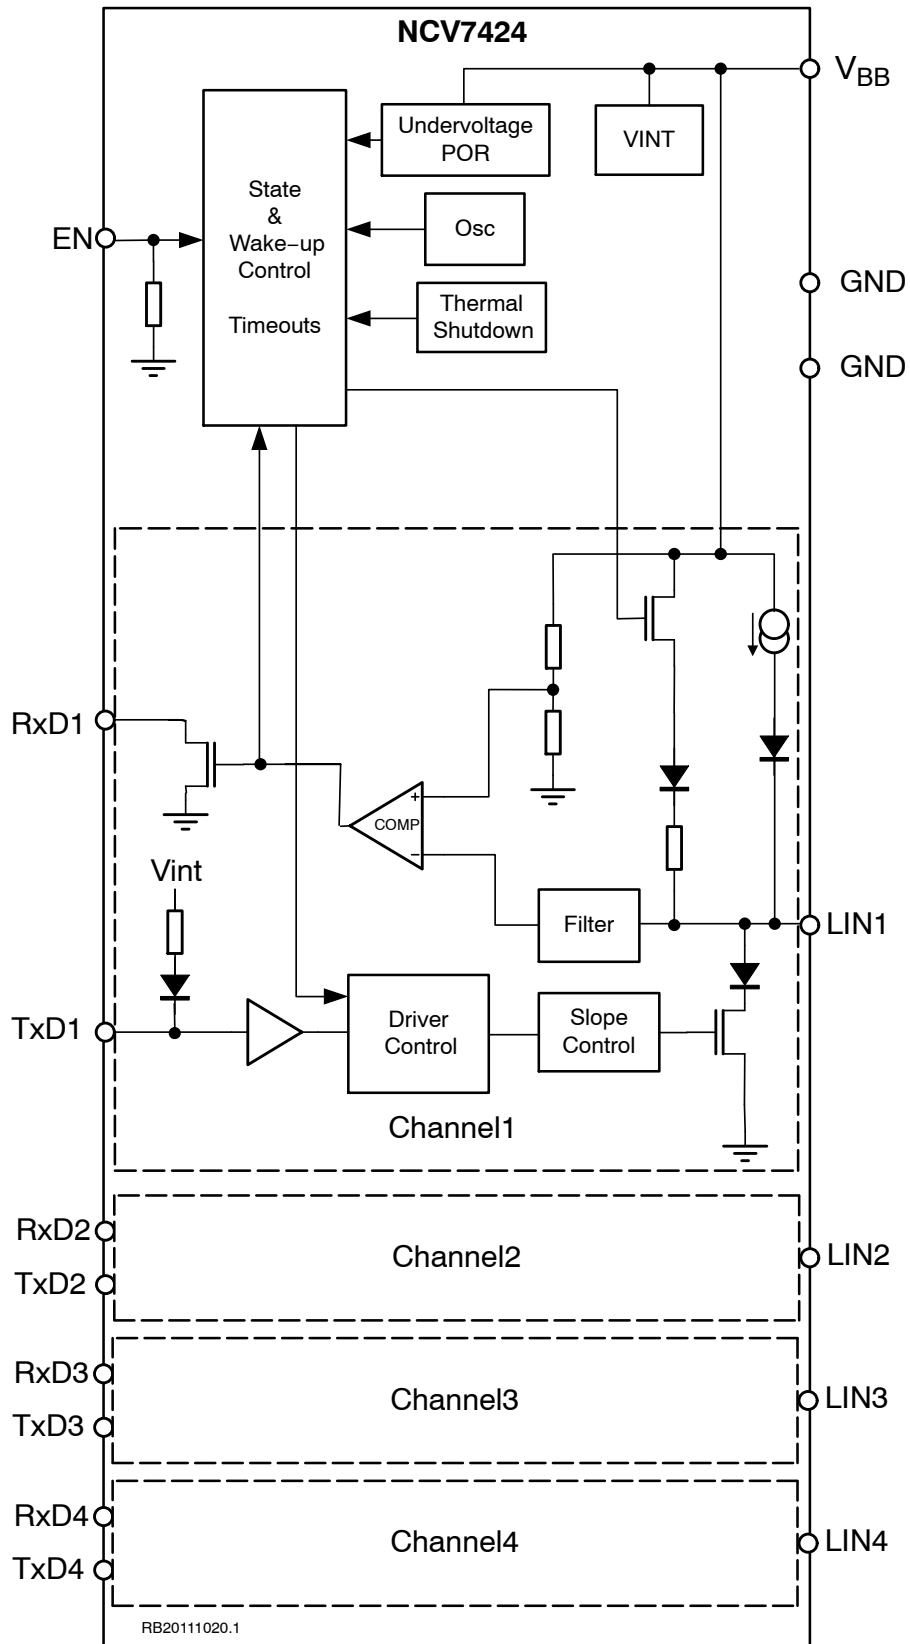 NCV7424
VBB
Undervoltage
POR
VINT
State
&
Wake−up
Control
Timeouts
Osc
EN
GND
Thermal
Shutdown
GND
RxD1
+
COMP
−
Vint
Filter
LIN1
TxD1
Driver
Control
Slope
Control
Channel1
RxD2
Channel2
LIN2
TxD2
RxD3
Channel3
LIN3
TxD3
RxD4
Channel4
LIN4
TxD4
RB20111020.1